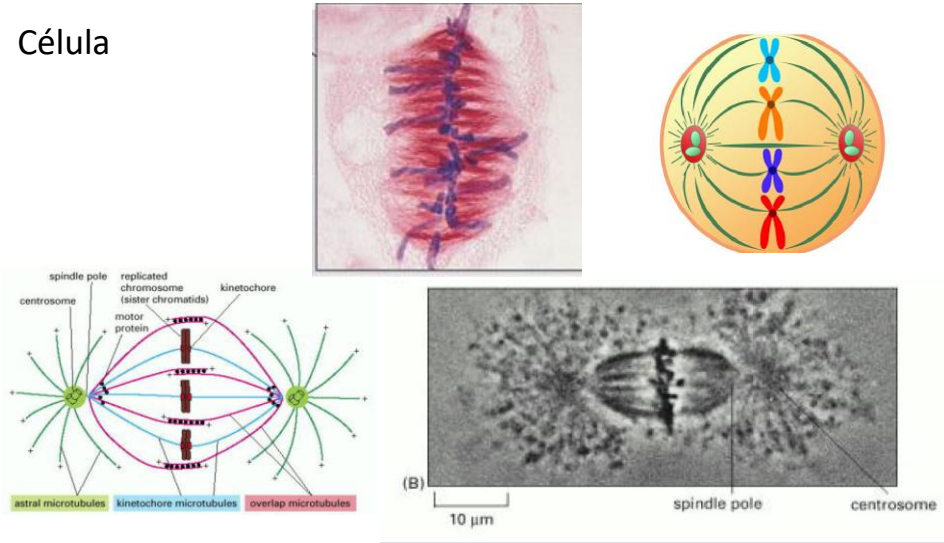 Célula
spindle pole
replicated
chromosome
(sister chromatids)
kinetochore
centrosome
motor
protein
astral microtubules
kinetochore microtubules
overlap microtubules
(B)
10 µm
spindle pole
centrosome